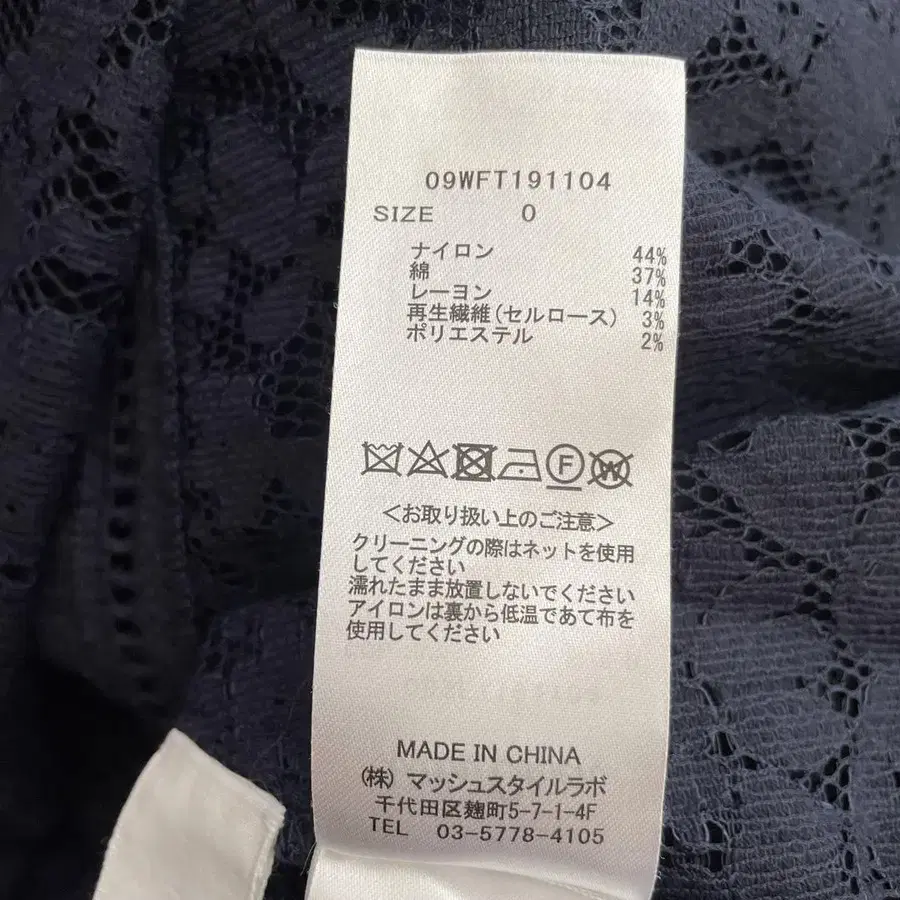 09WFT191104
SIZE 0
ナイロン 44%
綿 37%
レーヨン 14%
再生繊維(セルロース) 3%
ポリエステル 2%
F W
<お取り扱い上のご注意>
クリーニングの際はネットを使用
してください
濡れたまま放置しないでください
アイロンは裏から低温であて布を
使用してください
MADE IN CHINA
(株) マッシュスタイルラボ
千代田区麹町5-7-1-4F
TEL 03-5778-4105